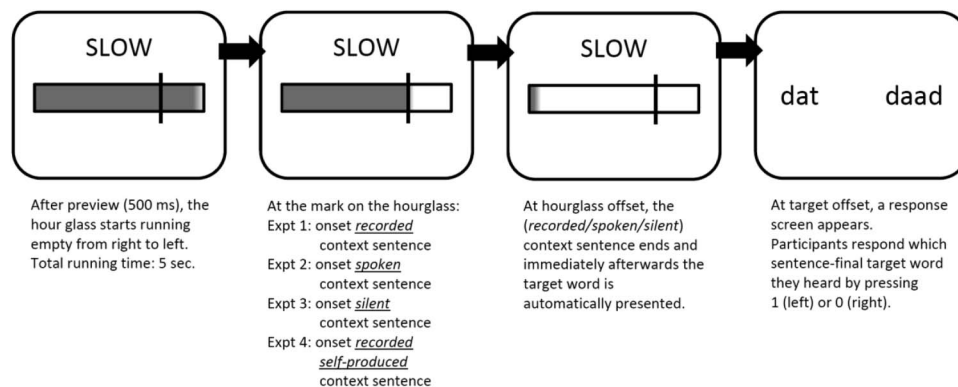 SLOW
SLOW
SLOW
dat daad
After preview (500 ms), the
hour glass starts running
empty from right to left.
Total running time: 5 sec.
At the mark on the hourglass:
Expt 1: onset recorded
context sentence
Expt 2: onset spoken
context sentence
Expt 3: onset silent
context sentence
Expt 4: onset recorded
self-produced
context sentence
At hourglass offset, the
(recorded/spoken/silent)
context sentence ends and
immediately afterwards the
target word is
automatically presented.
At target offset, a response
screen appears.
Participants respond which
sentence-final target word
they heard by pressing
1 (left) or 0 (right).